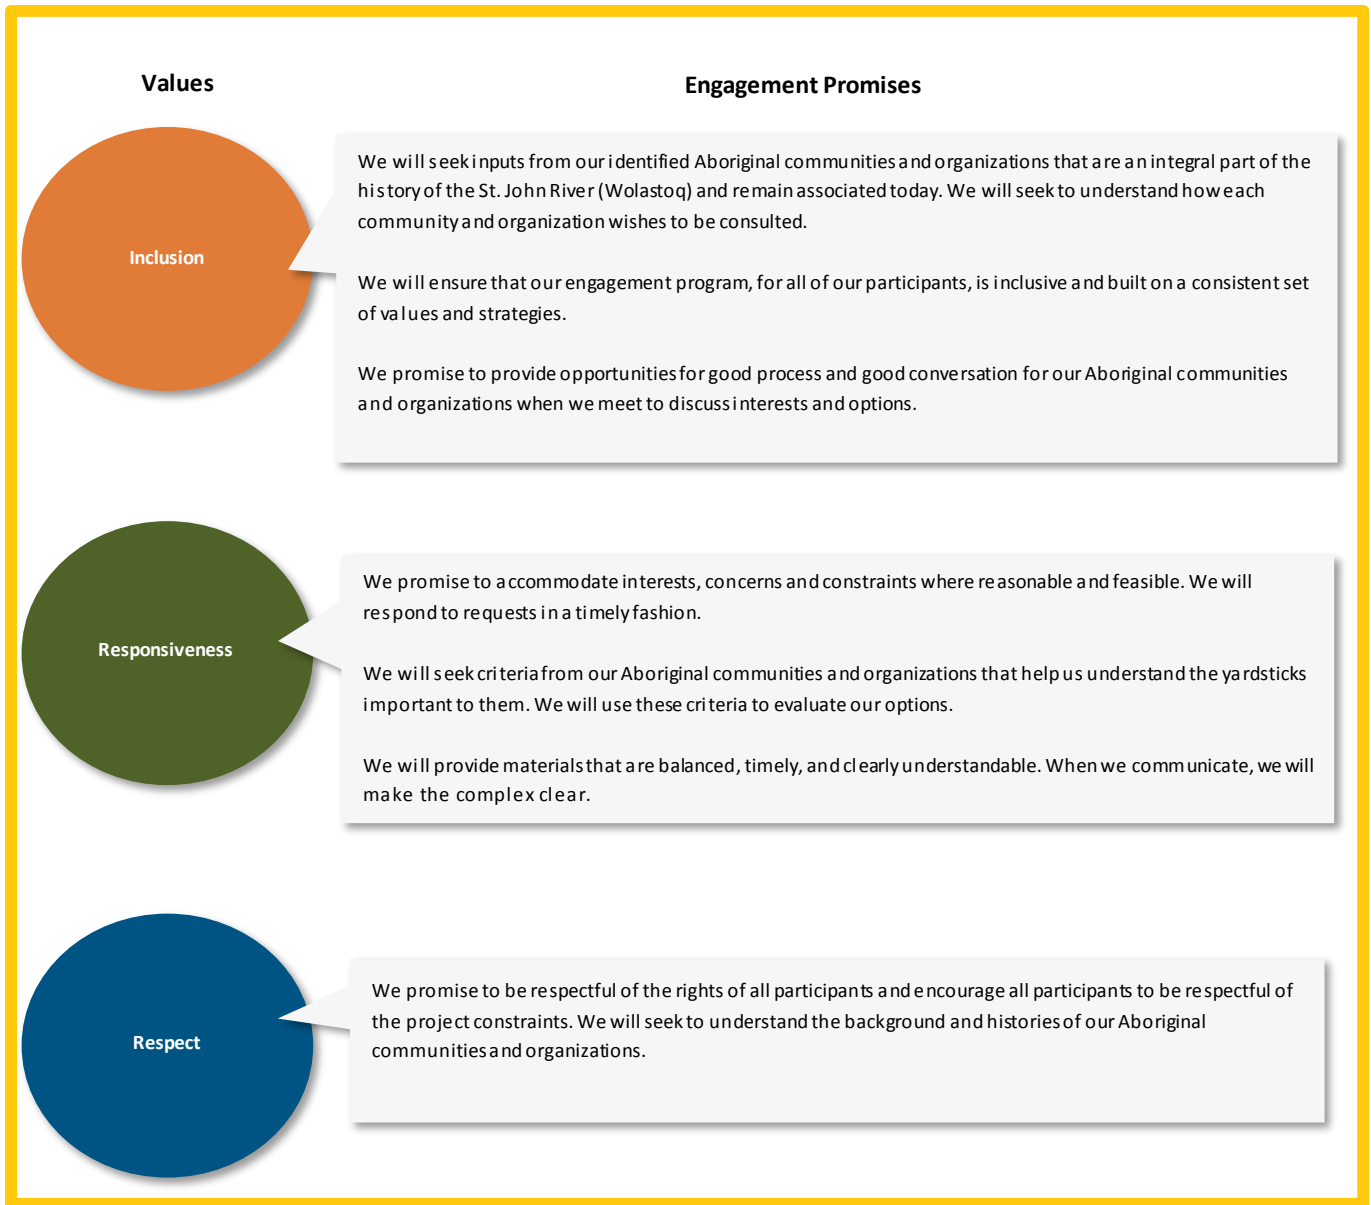 Values
Engagement Promises
Inclusion
We will seek inputs from our identified Aboriginal communities and organizations that are an integral part of the
history of the St. John River (Wolastoq) and remain associated today. We will seek to understand how each
community and organization wishes to be consulted.
We will ensure that our engagement program, for all of our participants, is inclusive and built on a consistent set
of values and strategies.
We promise to provide opportunities for good process and good conversation for our Aboriginal communities
and organizations when we meet to discuss interests and options.
Responsiveness
We promise to accommodate interests, concerns and constraints where reasonable and feasible. We will
respond to requests in a timely fashion.
We will seek criteria from our Aboriginal communities and organizations that help us understand the yardsticks
important to them. We will use these criteria to evaluate our options.
We will provide materials that are balanced, timely, and clearly understandable. When we communicate, we will
make the complex clear.
Respect
We promise to be respectful of the rights of all participants and encourage all participants to be respectful of
the project constraints. We will seek to understand the background and histories of our Aboriginal
communities and organizations.